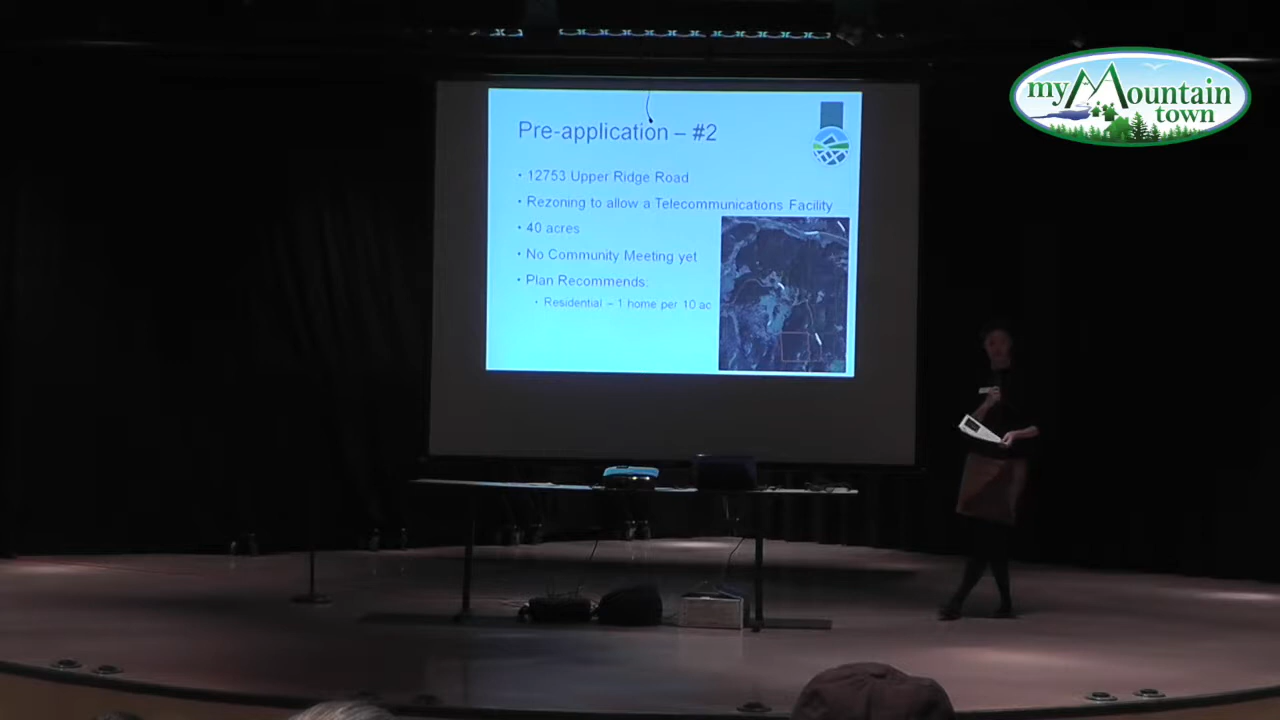 Pre-application – #2
• 12753 Upper Ridge Road
• Rezoning to allow a Telecommunications Facility
• 40 acres
• No Community Meeting yet
• Plan Recommends:
• Residential – 1 home per 10 ac
my Mountain
town